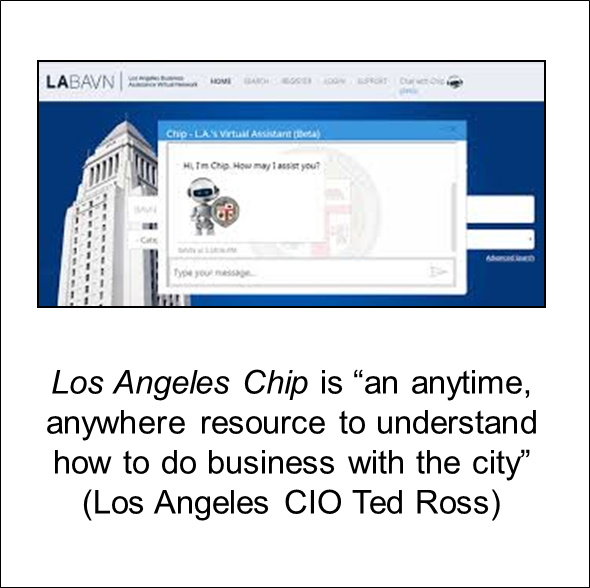 LABAVN | Los Angeles Business
Assistance Virtual Network
HOME SEARCH REGISTER LOGIN SUPPORT Chat with Chip
(Beta)
Chip - L.A.'s Virtual Assistant (Beta)
Hi, I'm Chip. How may I assist you?
Type your message...
Advanced Search
Los Angeles Chip is “an anytime,
anywhere resource to understand
how to do business with the city”
(Los Angeles CIO Ted Ross)